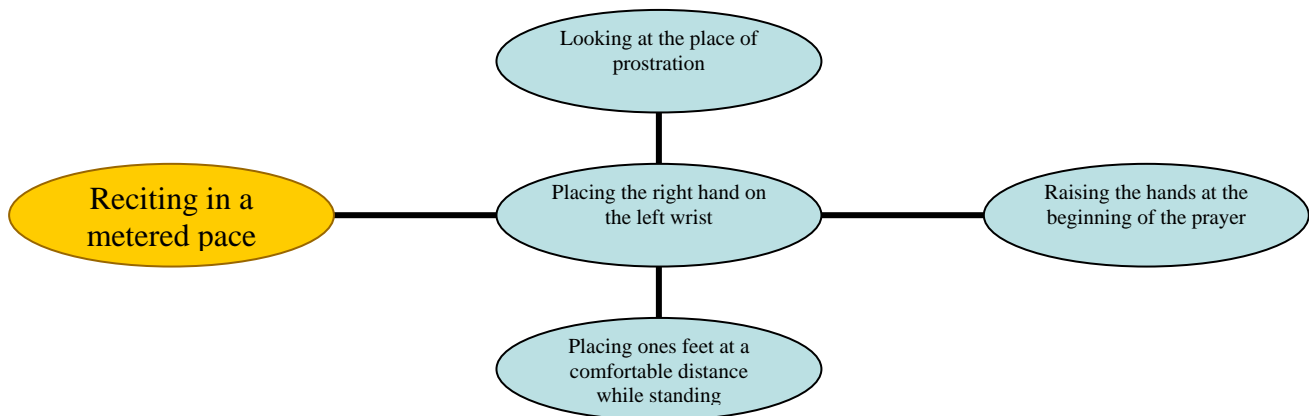 Looking at the place of
prostration
Reciting in a
metered pace
Placing the right hand on
the left wrist
Raising the hands at the
beginning of the prayer
Placing ones feet at a
comfortable distance
while standing